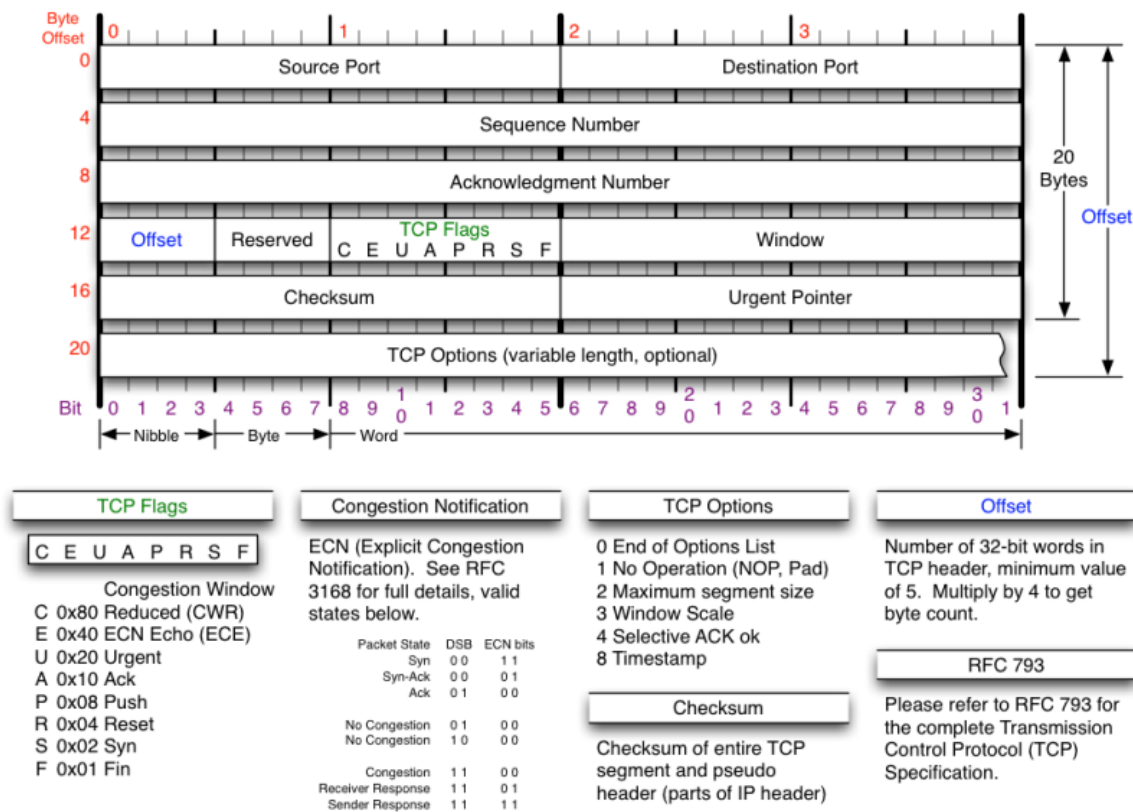 Byte
Offset
0 1 2 3
0 Source Port Destination Port
4 Sequence Number
8 Acknowledgment Number
20
Bytes
Offset
12 Offset Reserved TCP Flags Window
C E U A P R S F
16 Checksum Urgent Pointer
20 TCP Options (variable length, optional)
Bit 0 1 2 3 4 5 6 7 8 9 10 1 2 3 4 5 6 7 8 9 20 1 2 3 4 5 6 7 8 9 30 1
Nibble Byte Word
TCP Flags
C E U A P R S F
Congestion Window
C 0x80 Reduced (CWR)
E 0x40 ECN Echo (ECE)
U 0x20 Urgent
A 0x10 Ack
P 0x08 Push
R 0x04 Reset
S 0x02 Syn
F 0x01 Fin
Congestion Notification
ECN (Explicit Congestion
Notification). See RFC
3168 for full details, valid
states below.
Packet State DSB ECN bits
Syn 0 0 1 1
Syn-Ack 0 0 0 1
Ack 0 1 0 0
No Congestion 0 1 0 0
No Congestion 1 0 0 0
Congestion 1 1 0 0
Receiver Response 1 1 0 1
Sender Response 1 1 1 1
TCP Options
0 End of Options List
1 No Operation (NOP, Pad)
2 Maximum segment size
3 Window Scale
4 Selective ACK ok
8 Timestamp
Checksum
Checksum of entire TCP
segment and pseudo
header (parts of IP header)
Offset
Number of 32-bit words in
TCP header, minimum value
of 5. Multiply by 4 to get
byte count.
RFC 793
Please refer to RFC 793 for
the complete Transmission
Control Protocol (TCP)
Specification.